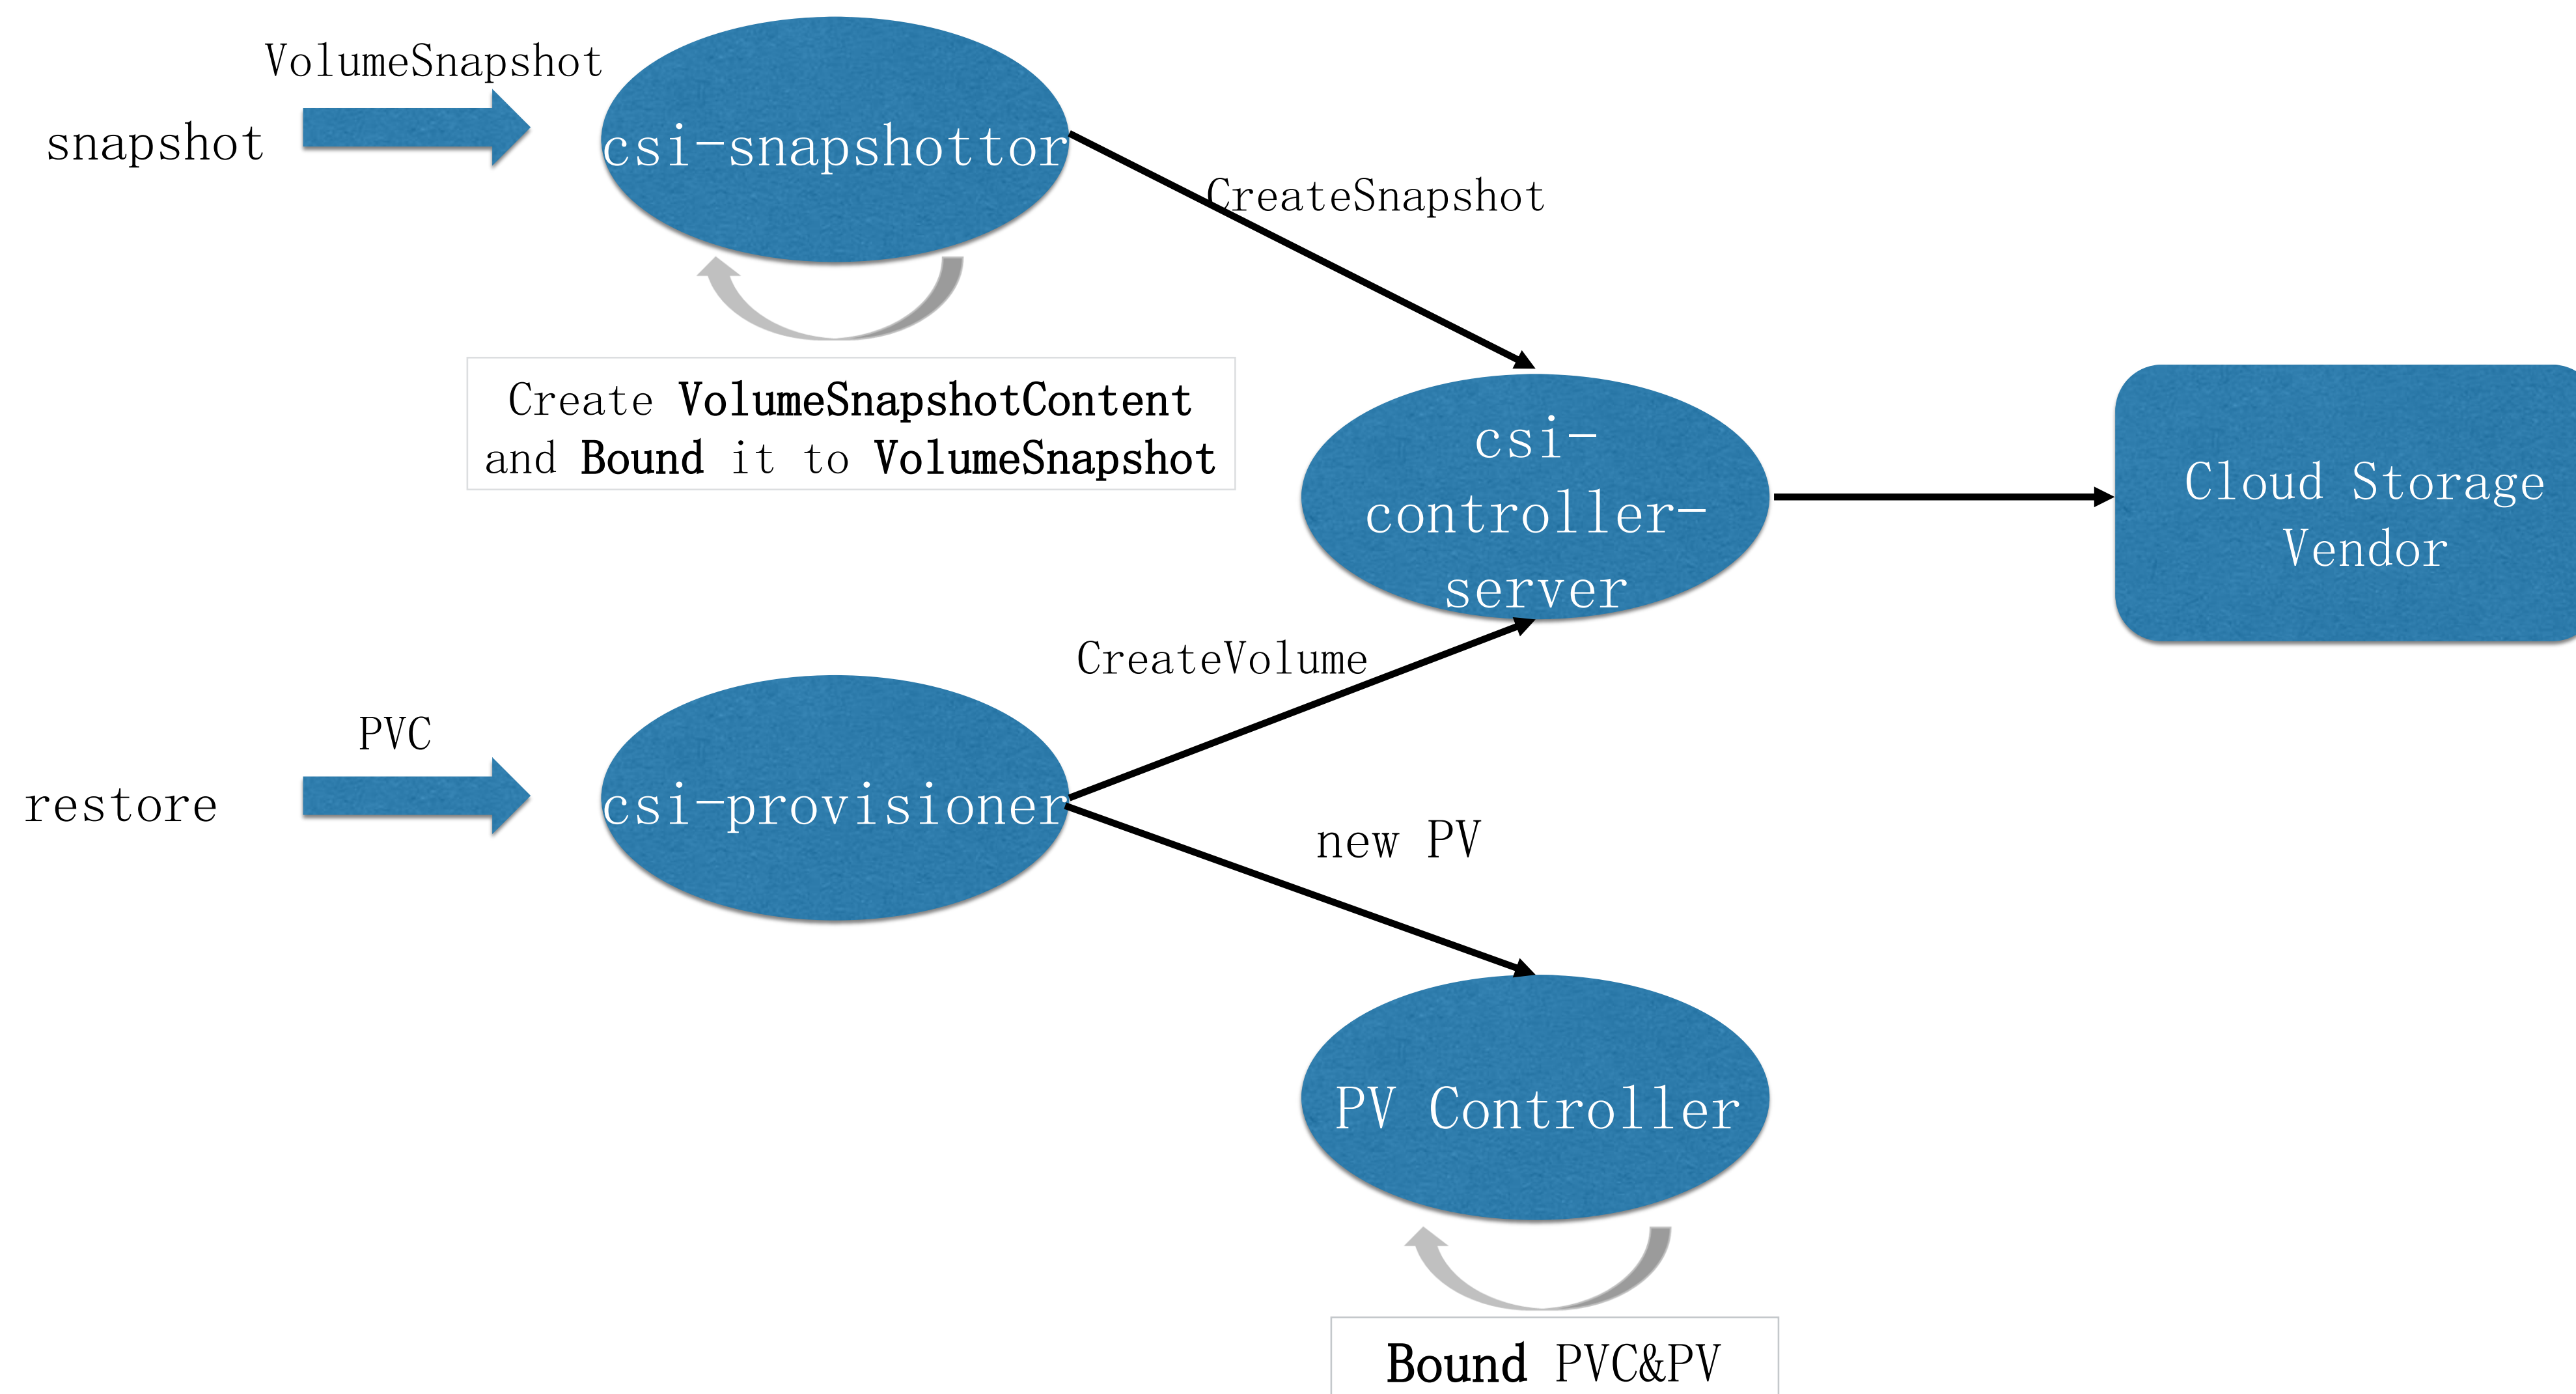 VolumeSnapshot
snapshot
csi-snapshottor
CreateSnapshot
Create VolumeSnapshotContent
and Bound it to VolumeSnapshot
csi-
controller-
server
Cloud Storage
Vendor
CreateVolume
PVC
restore
csi-provisioner
new PV
PV Controller
Bound PVC&PV